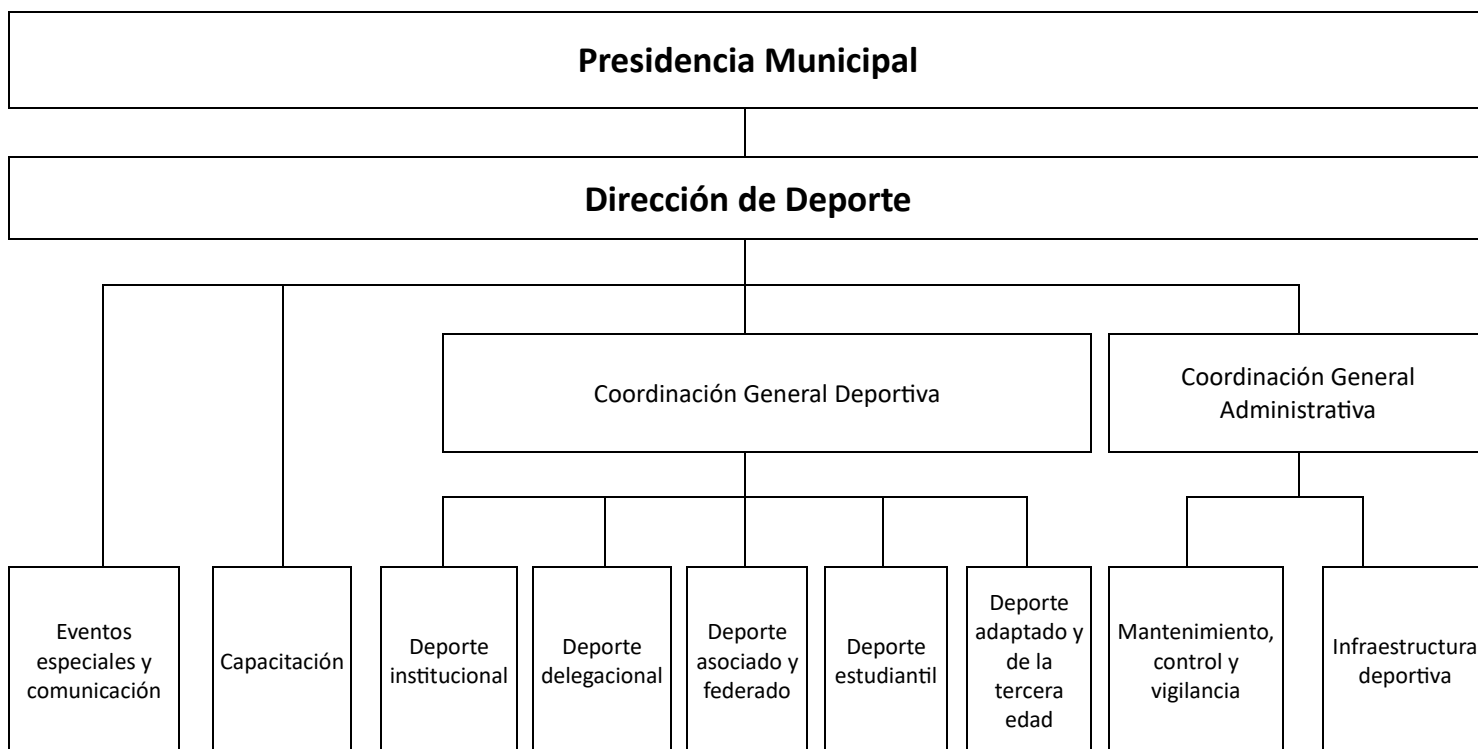 Presidencia Municipal
Dirección de Deporte
Coordinación General Deportiva
Coordinación General
Administrativa
Eventos
especiales y
comunicación
Capacitación
Deporte
institucional
Deporte
delegacional
Deporte
asociado y
federado
Deporte
estudiantil
Deporte
adaptado y
de la
tercera
edad
Mantenimiento,
control y
vigilancia
Infraestructura
deportiva